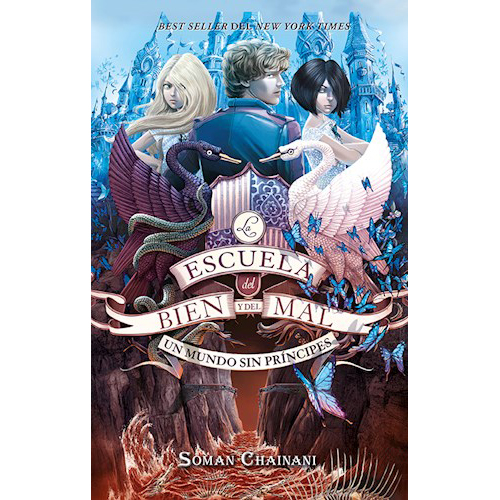 BEST SELLER DEL NEW YORK TIMES
La
ESCUELA
del
BIEN Y DEL MAL
UN MUNDO SIN PRÍNCIPES
SOMAN CHAINANI